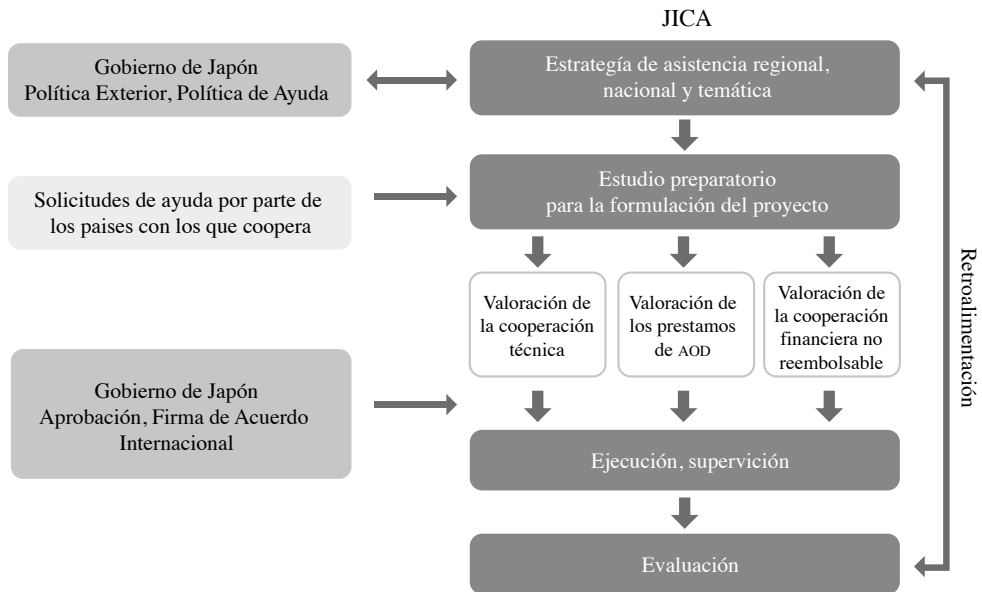 JICA
Gobierno de Japón
Política Exterior, Política de Ayuda
Estrategía de asistencia regional,
nacional y temática
Solicitudes de ayuda por parte de
los paises con los que coopera
Estudio preparatorio
para la formulación del proyecto
Valoración de
la cooperación
técnica
Valoración de
los prestamos
de AOD
Valoración de
la cooperación
financiera no
reembolsable
Retroalimentación
Gobierno de Japón
Aprobación, Firma de Acuerdo
Internacional
Ejecución, supervición
Evaluación